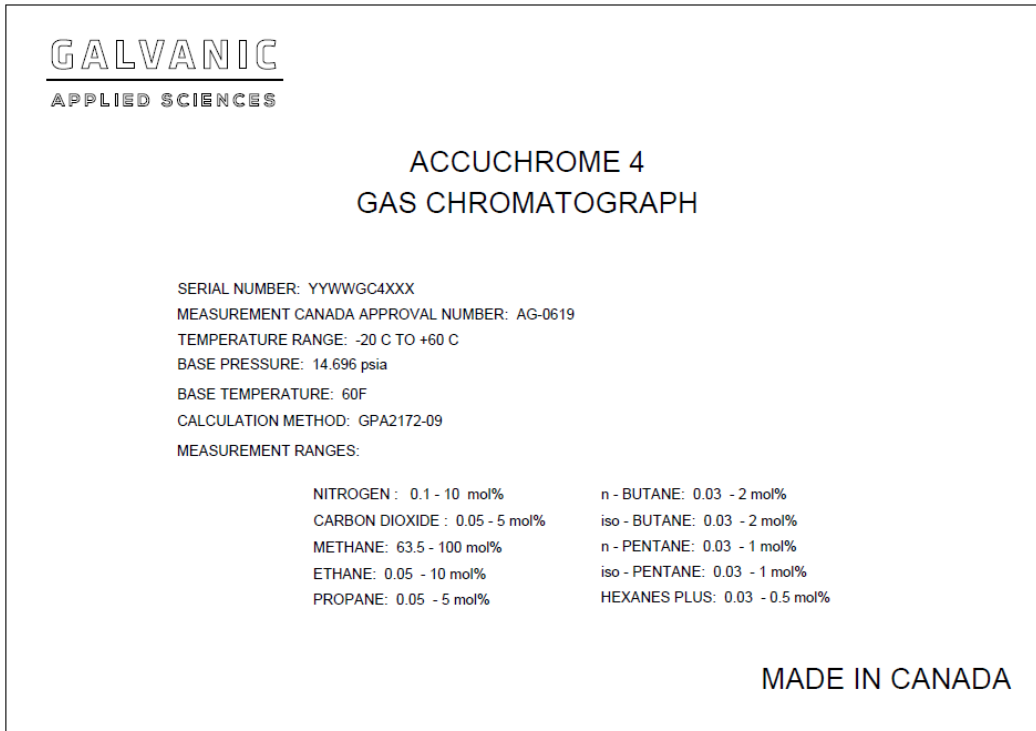 GALVANIC
APPLIED SCIENCES
ACCUCHROME 4
GAS CHROMATOGRAPH
SERIAL NUMBER: YYWWGC4XXX
MEASUREMENT CANADA APPROVAL NUMBER: AG-0619
TEMPERATURE RANGE: -20 C TO +60 C
BASE PRESSURE: 14.696 psia
BASE TEMPERATURE: 60F
CALCULATION METHOD: GPA2172-09
MEASUREMENT RANGES:
NITROGEN : 0.1 - 10 mol%
CARBON DIOXIDE : 0.05 - 5 mol%
METHANE: 63.5 - 100 mol%
ETHANE: 0.05 - 10 mol%
PROPANE: 0.05 - 5 mol%
n - BUTANE: 0.03 - 2 mol%
iso - BUTANE: 0.03 - 2 mol%
n - PENTANE: 0.03 - 1 mol%
iso - PENTANE: 0.03 - 1 mol%
HEXANES PLUS: 0.03 - 0.5 mol%
MADE IN CANADA